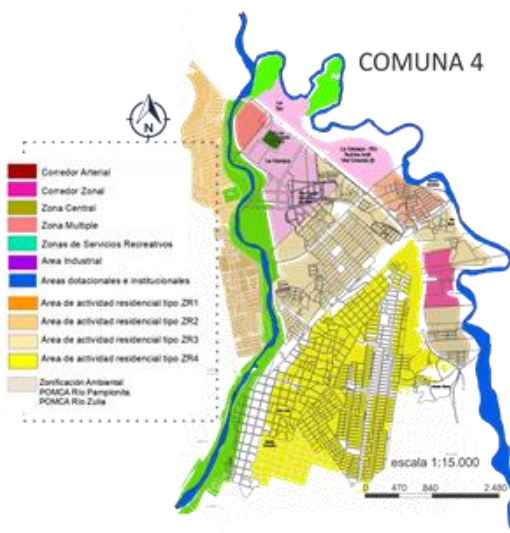 COMUNA 4
N
Corredor Arterial
Corredor Zonal
Zona Central
Zona Multiple
Zonas de Servicios Recreativos
Area Industrial
Áreas dotacionales e institucionales
Area de actividad residencial tipo ZR1
Area de actividad residencial tipo ZR2
Area de actividad residencial tipo ZR3
Area de actividad residencial tipo ZR4
Zonificación Ambiental
POMCA Río Pamplonita,
POMCA Río Zulia
escala 1:15.000
0 470 840 2.480